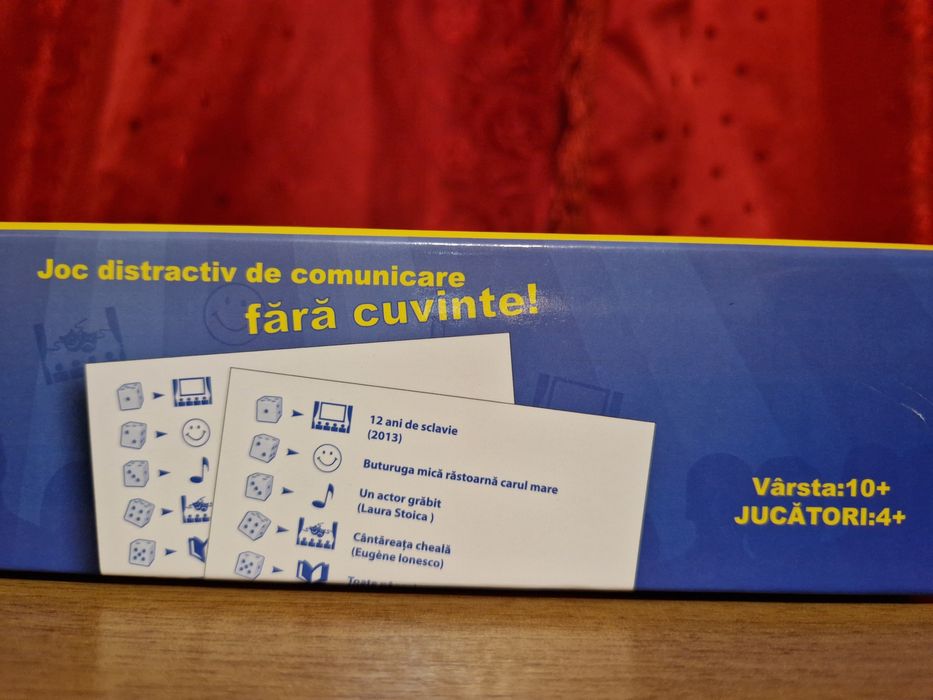 Joc distractiv de comunicare
fără cuvinte!
12 ani de sclavie
(2013)
Buturuga mică răstoarnă carul mare
Un actor grăbit
(Laura Stoica )
Cântăreața cheală
(Eugène Ionesco)
Toate
Vârsta:10+
JUCĂTORI:4+